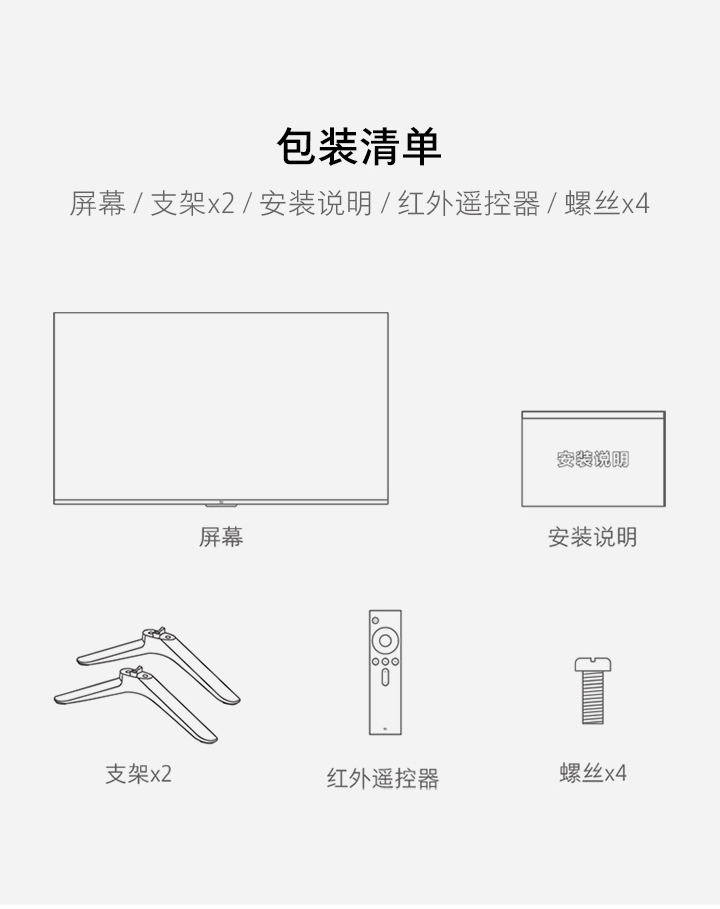 包装清单
屏幕 / 支架x2 / 安装说明 / 红外遥控器 / 螺丝x4
安装说明
屏幕
安装说明
支架x2
红外遥控器
螺丝x4